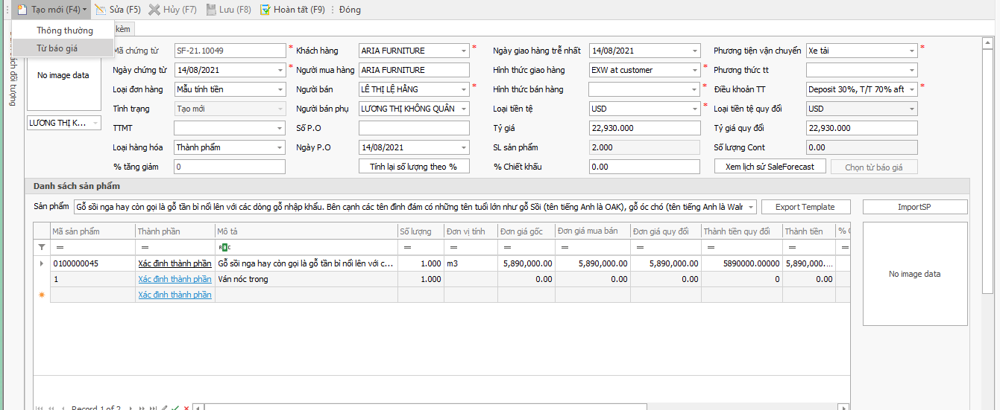 Tạo mới (F4) Sửa (F5) Hủy (F7) Lưu (F8) Hoàn tất (F9) Đóng
Thông thường
Từ báo giá
kèm
Mã chứng từ SF-21.10049 * Khách hàng ARIA FURNITURE * Ngày giao hàng trễ nhất 14/08/2021 Phương tiện vận chuyển Xe tải *
No image data
Ngày chứng từ 14/08/2021 * Người mua hàng ARIA FURNITURE Hình thức giao hàng EXW at customer * Phương thức tt
Loại đơn hàng Mẫu tính tiền Người bán LÊ THỊ LỆ HẰNG * Hình thức bán hàng * Điều khoản TT Deposit 30%, T/T 70% aft *
Tình trạng Tạo mới Người bán phụ LƯƠNG THỊ KHÔNG QUÂN Loại tiền tệ USD * Loại tiền tệ quy đổi USD
LƯƠNG THỊ K...
TTMT Số P.O Tỷ giá 22,930.000 Tỷ giá quy đổi 22,930.000
Loại hàng hóa Thành phẩm Ngày P.O 14/08/2021 SL sản phẩm 2.000 Số lượng Cont 0.00
% tăng giảm 0 Tính lại số lượng theo % % Chiết khấu 0.00 Xem lịch sử SaleForecast Chọn từ báo giá
Danh sách sản phẩm
Sản phẩm Gỗ sồi nga hay còn gọi là gỗ tần bì nổi lên với các dòng gỗ nhập khẩu. Bên cạnh các tên đình đám có những tên tuổi lớn như gỗ Sồi (tên tiếng Anh là OAK), gỗ óc chó (tên tiếng Anh là Waln Export Template ImportSP
Mã sản phẩm Thành phần Mô tả Số lượng Đơn vị tính Đơn giá gốc Đơn giá mua bán Đơn giá quy đổi Thành tiền quy đổi Thành tiền %
= = ABC = = = = = = =
0100000045 Xác đinh thành phần Gỗ sồi nga hay còn gọi là gỗ tần bì nổi lên với c... 1.000 m3 5,890,000.00 5,890,000.00 5,890,000.00 5890000.00000 5,890,000....
1 Xác đinh thành phần Ván nóc trong 1.000 0.00 0.00 0.00 0 0.00
Xác đinh thành phần
No image data
Record 1 of 2